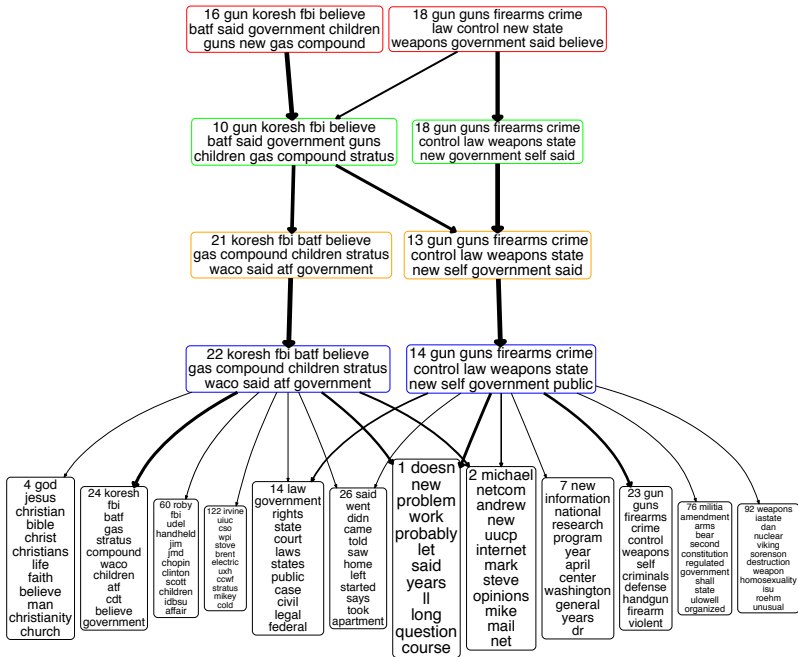 16 gun koresh fbi believe
batf said government children
guns new gas compound
18 gun guns firearms crime
law control new state
weapons government said believe
10 gun koresh fbi believe
batf said government guns
children gas compound stratus
18 gun guns firearms crime
control law weapons state
new government self said
21 koresh fbi batf believe
gas compound children stratus
waco said atf government
13 gun guns firearms crime
control law weapons state
new self government said
22 koresh fbi batf believe
gas compound children stratus
waco said atf government
14 gun guns firearms crime
control law weapons state
new self government public
4 god
jesus
christian
bible
christ
christians
life
faith
believe
man
christianity
church
24 koresh
fbi
batf
gas
stratus
compound
waco
children
atf
cdt
believe
government
60 roby
fbi
udel
handheld
jim
jmd
chopin
clinton
scott
children
idbsu
affair
122 irvine
uiuc
cso
wpi
stove
brent
electric
uxh
ccwf
stratus
mikey
cold
14 law
government
rights
state
court
laws
states
public
case
civil
legal
federal
26 said
went
didn
came
told
saw
home
left
started
says
took
apartment
1 doesn
new
problem
work
probably
let
said
years
ll
long
question
course
2 michael
netcom
andrew
new
uucp
internet
mark
steve
opinions
mike
mail
net
7 new
information
national
research
program
year
april
center
washington
general
years
dr
23 gun
guns
firearms
crime
control
weapons
self
criminals
defense
handgun
firearm
violent
76 militia
amendment
arms
bear
second
constitution
regulated
government
shall
state
ulowell
organized
92 weapons
iastate
dan
nuclear
viking
sorenson
destruction
weapon
homosexuality
isu
roehm
unusual